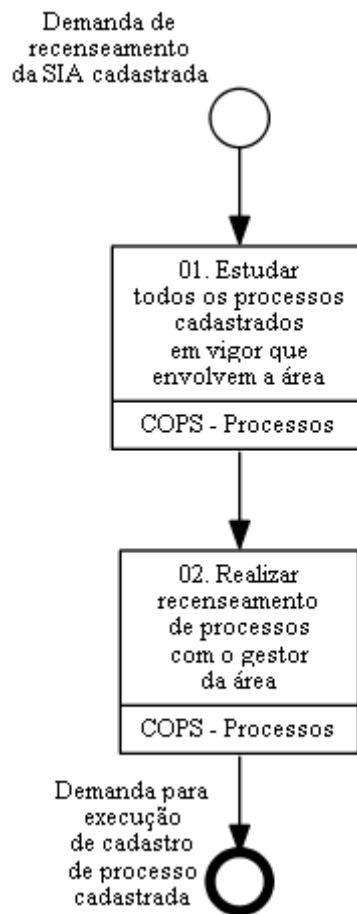 Demanda de
recenseamento
da SIA cadastrada
01. Estudar
todos os processos
cadastrados
em vigor que
envolvem a área
COPS - Processos
02. Realizar
recenseamento
de processos
com o gestor
da área
COPS - Processos
Demanda para
execução
de cadastro
de processo
cadastrada